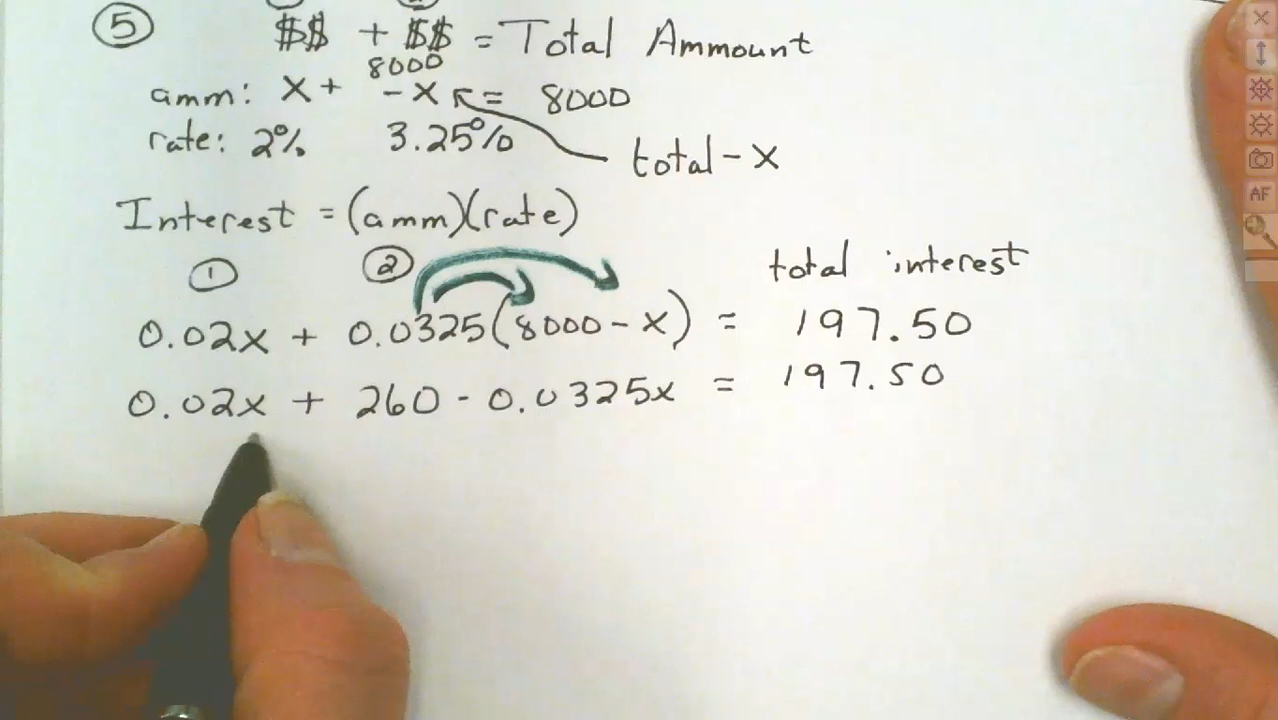 ⑤ $$ + $$ = Total Ammount
8000
amm: x + - x = 8000
rate: 2% 3.25% total - x
Interest = (amm)(rate)
① ② total interest
0.02x + 0.0325(8000 - x) = 197.50
0.02x + 260 - 0.0325x = 197.50
AF